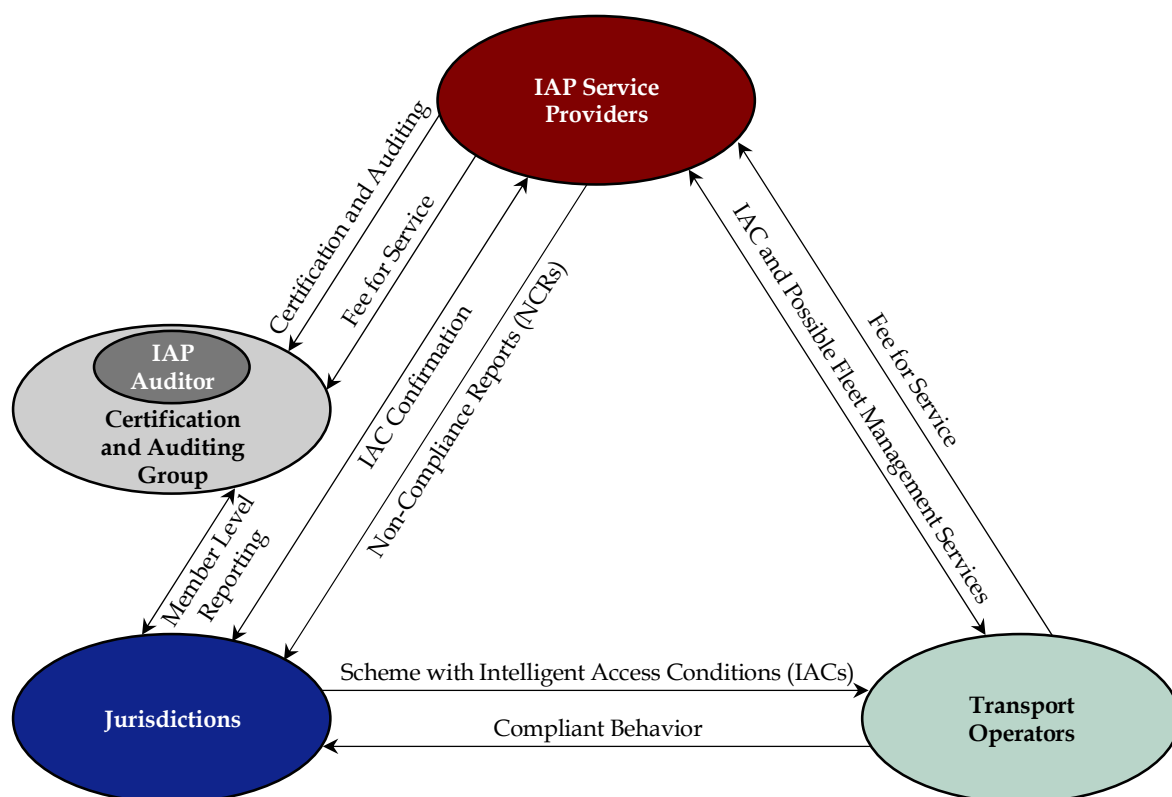 IAP Service
Providers
Certification and Auditing
Fee for Service
IAC Confirmation
Non-Compliance Reports (NCRs)
IAC and Possible Fleet Management Services
Fee for Service
IAP
Auditor
Certification
and Auditing
Group
Member Level
Reporting
Jurisdictions
Scheme with Intelligent Access Conditions (IACs)
Compliant Behavior
Transport
Operators